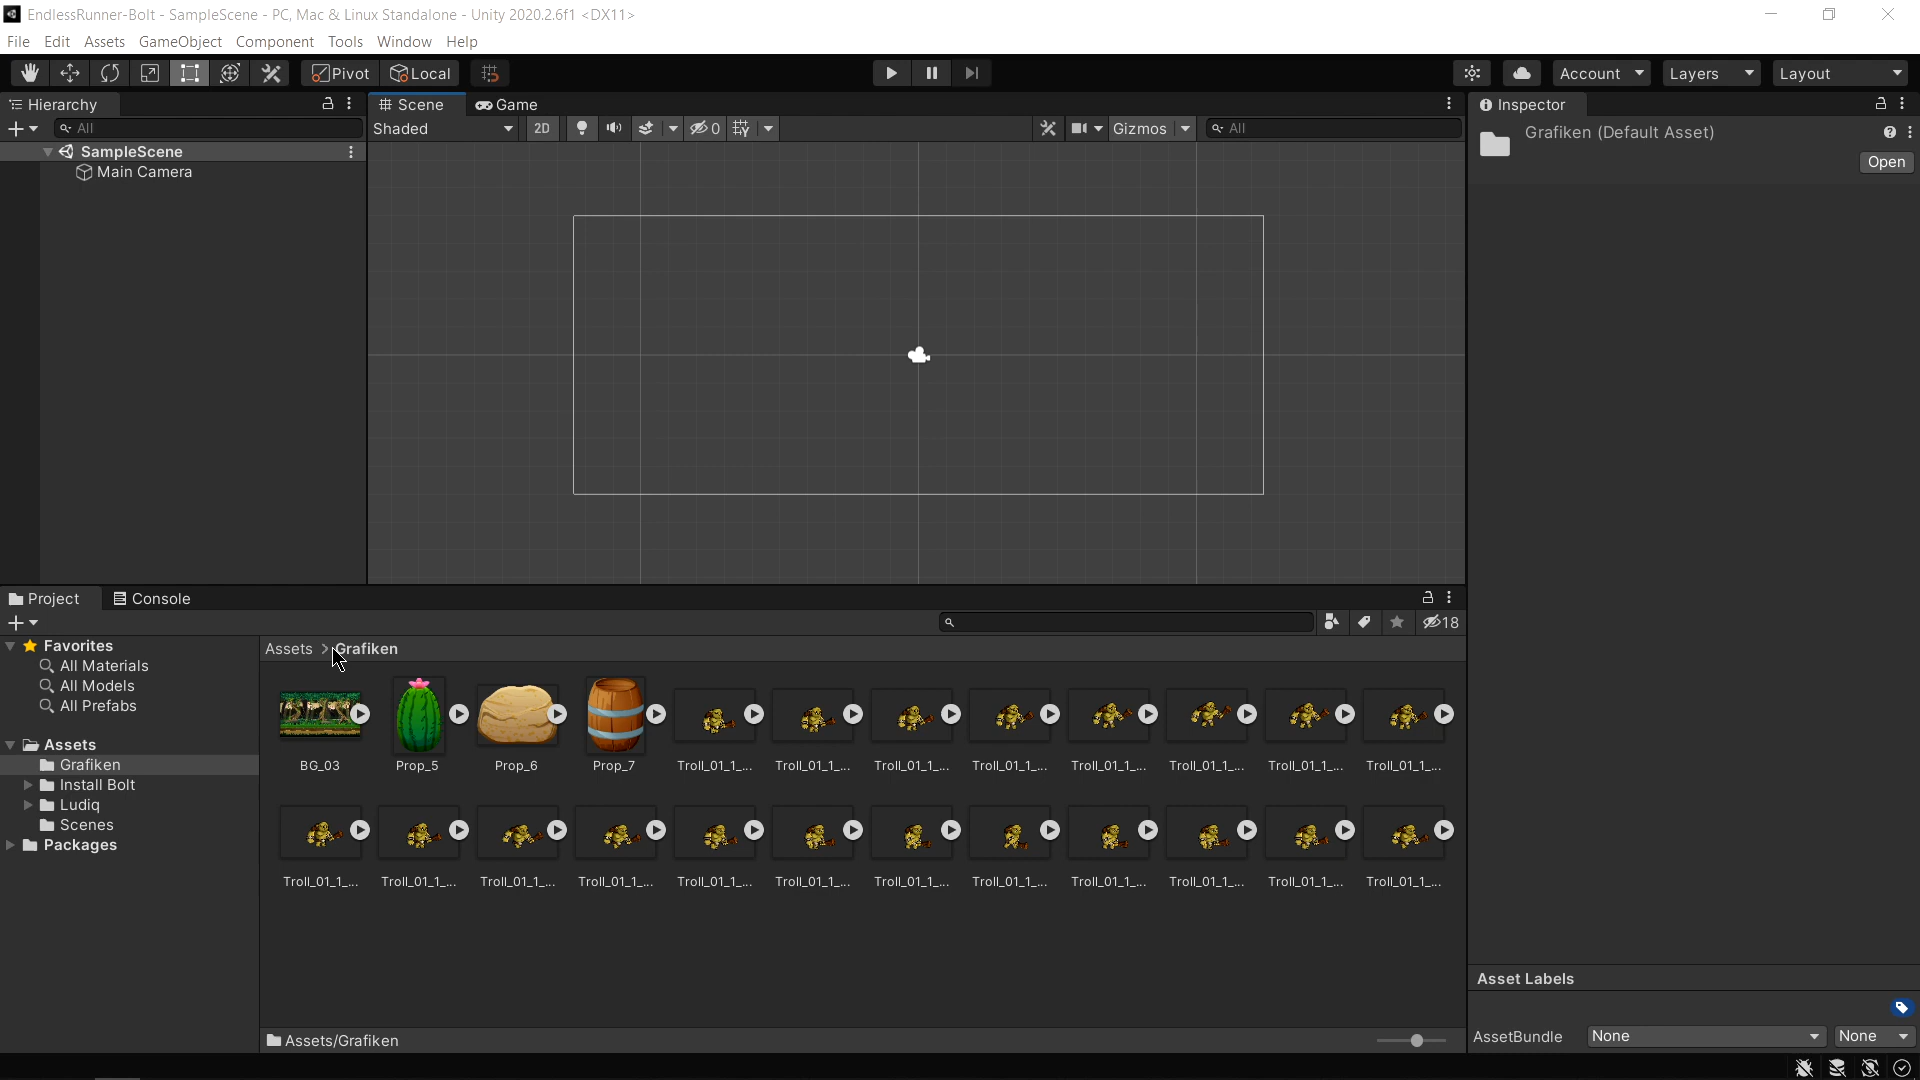 EndlessRunner-Bolt - SampleScene - PC, Mac & Linux Standalone - Unity 2020.2.6f1 <DX11>
File Edit Assets GameObject Component Tools Window Help
Pivot Local Account Layers Layout
Hierarchy
All
SampleScene
Main Camera
Scene Game
Shaded 2D 0 Gizmos All
Inspector
Grafiken (Default Asset)
Open
Project Console
18
Favorites
All Materials
All Models
All Prefabs
Assets
Grafiken
Install Bolt
Ludiq
Scenes
Packages
Assets > Grafiken
BG_03 Prop_5 Prop_6 Prop_7 Troll_01_1_... Troll_01_1_... Troll_01_1_... Troll_01_1_... Troll_01_1_... Troll_01_1_... Troll_01_1_... Troll_01_1_...
Troll_01_1_... Troll_01_1_... Troll_01_1_... Troll_01_1_... Troll_01_1_... Troll_01_1_... Troll_01_1_... Troll_01_1_... Troll_01_1_... Troll_01_1_... Troll_01_1_... Troll_01_1_...
Assets/Grafiken
Asset Labels
AssetBundle None None